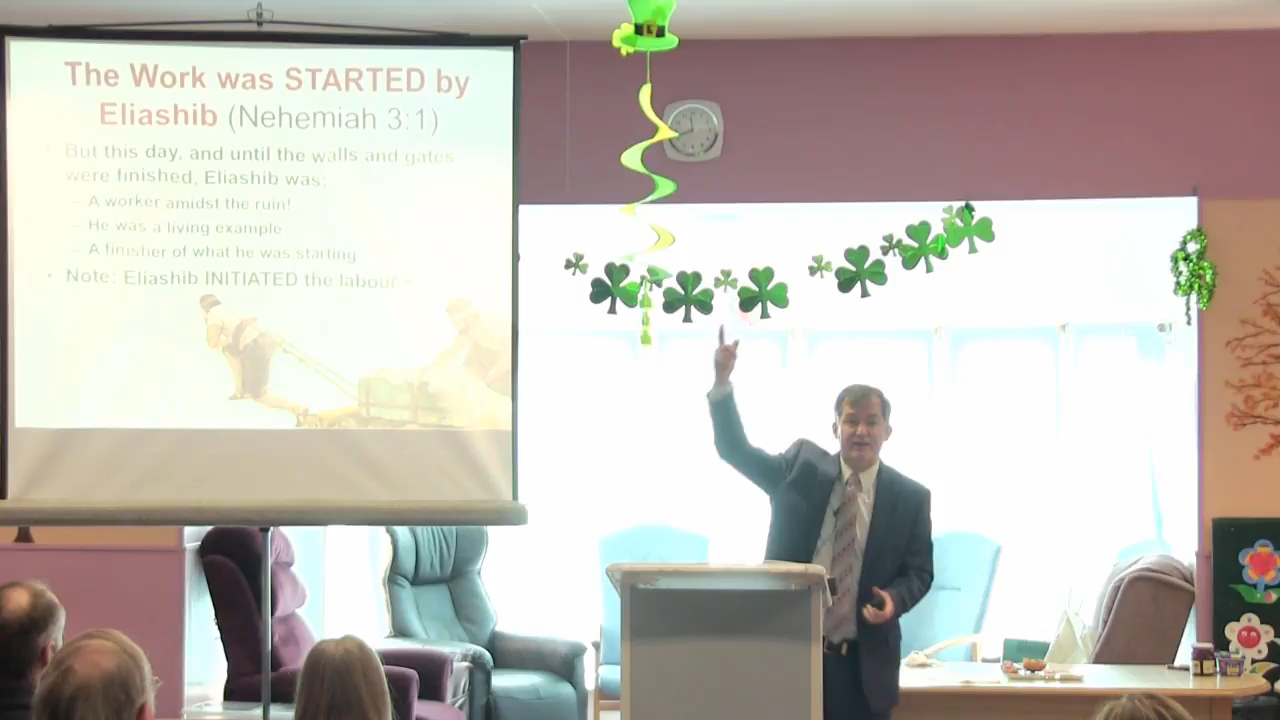 The Work was STARTED by
Eliashib (Nehemiah 3:1)
• But this day, and until the walls and gates
were finished, Eliashib was:
– A worker amidst the ruin!
– He was a living example
– A finisher of what he was starting
• Note: Eliashib INITIATED the labour –